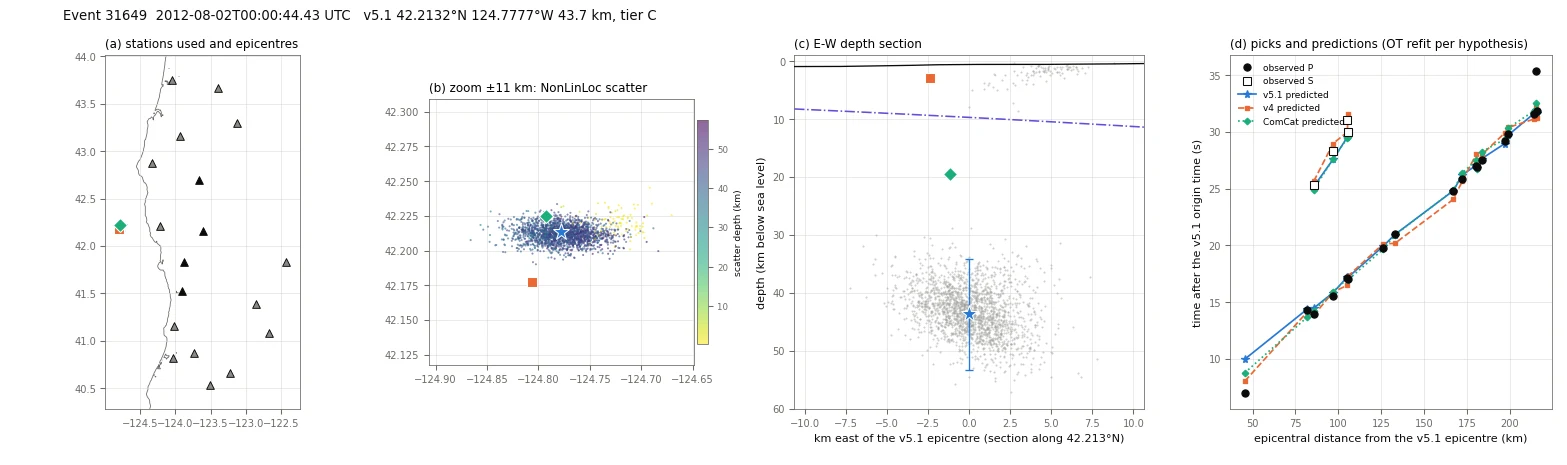 Event 31649  2012-08-02T00:00:44.43 UTC   v5.1 42.2132°N 124.7777°W 43.7 km, tier C
(a) stations used and epicentres
44.0
43.5
43.0
42.5
42.0
41.5
41.0
40.5
−124.5 −124.0 −123.5 −123.0 −122.5
(b) zoom ±11 km: NonLinLoc scatter
42.300
42.275
42.250
42.225
42.200
42.175
42.150
42.125
−124.90 −124.85 −124.80 −124.75 −124.70 −124.65
50
40
30
20
10
scatter depth (km)
(c) E-W depth section
0
10
20
30
40
50
60
depth (km below sea level)
−10.0 −7.5 −5.0 −2.5 0.0 2.5 5.0 7.5 10.0
km east of the v5.1 epicentre (section along 42.213°N)
(d) picks and predictions (OT refit per hypothesis)
observed P
observed S
v5.1 predicted
v4 predicted
ComCat predicted
35
30
25
20
15
10
time after the v5.1 origin time (s)
50 75 100 125 150 175 200
epicentral distance from the v5.1 epicentre (km)